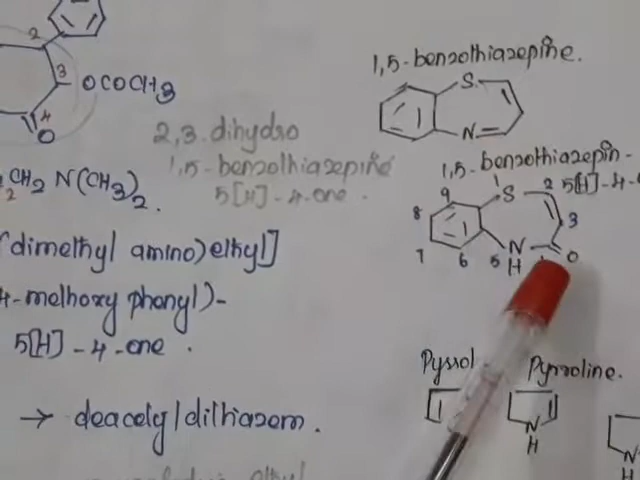 2
3
OCOCH3
4
O
CH2 N(CH3)2.
2
2,3. dihydro
1,5-benzothiazepine
5[H]-4-one.
(dimethyl amino)ethyl]
4-methoxy phenyl)-
5[H]-4-one.
→ deacetyl diltiazem.
1,5-benzothiazepine.
S
N
1,5-benzothiazepin-
5[H]-4-
1
S
2
3
9
8
7
6
5
N
H
O
Pyrrol
Pyrroline.
N
H
N
H